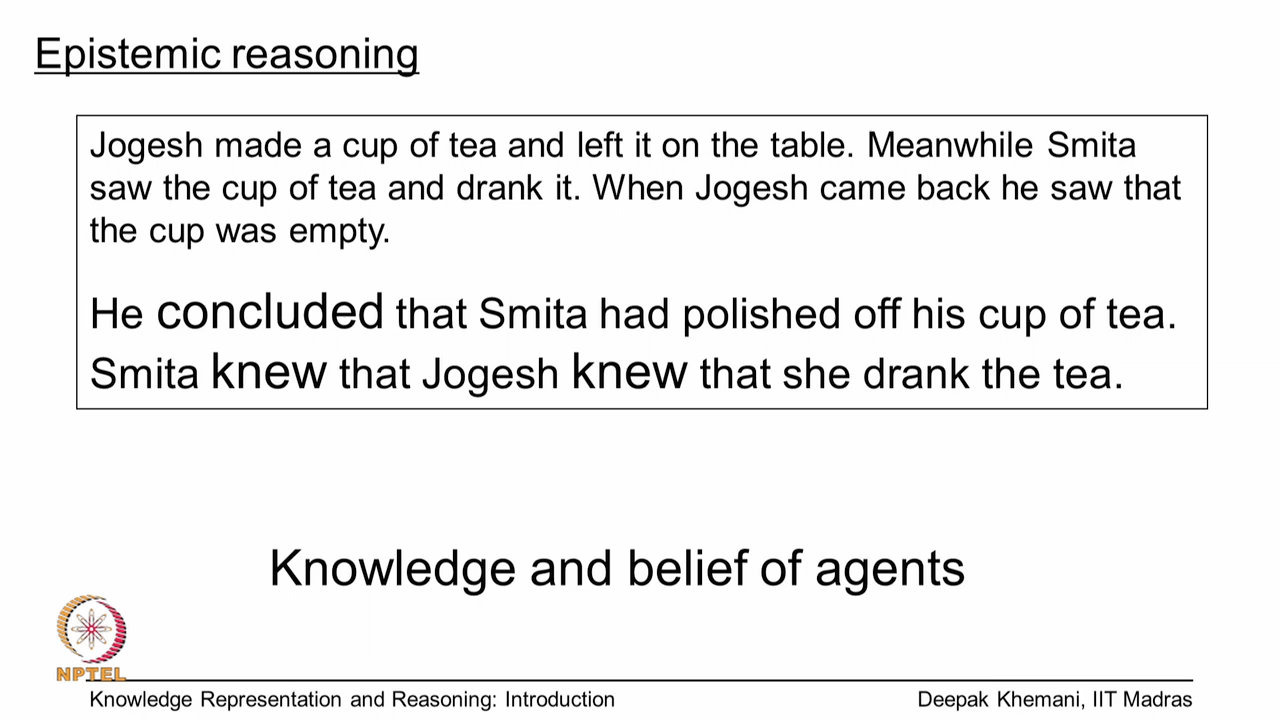 Epistemic reasoning
Jogesh made a cup of tea and left it on the table. Meanwhile Smita
saw the cup of tea and drank it. When Jogesh came back he saw that
the cup was empty.
He concluded that Smita had polished off his cup of tea.
Smita knew that Jogesh knew that she drank the tea.
Knowledge and belief of agents
NPTEL
Knowledge Representation and Reasoning: Introduction
Deepak Khemani, IIT Madras